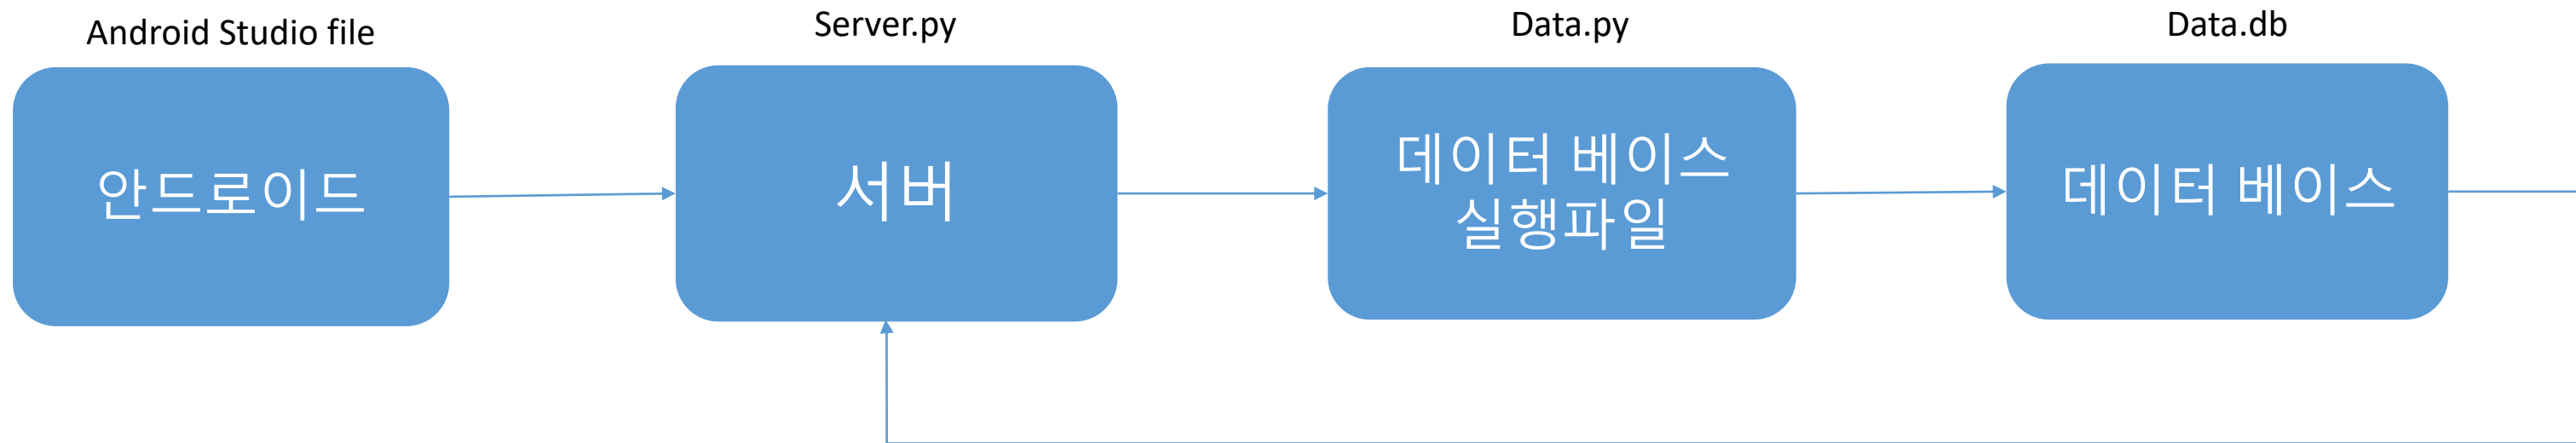 Android Studio file
Server.py
Data.py
Data.db
안드로이드
서버
데이터 베이스
실행파일
데이터 베이스